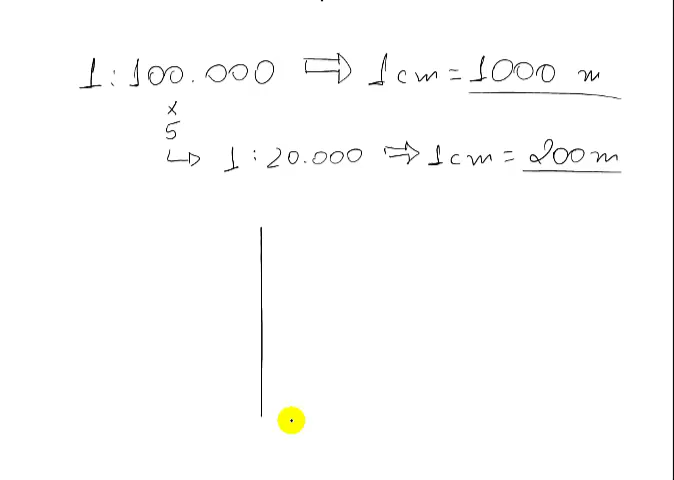 1 : 100.000 ⇒ 1 cm = 1000 m
x
5
↳ 1 : 20.000 ⇒ 1 cm = 200 m